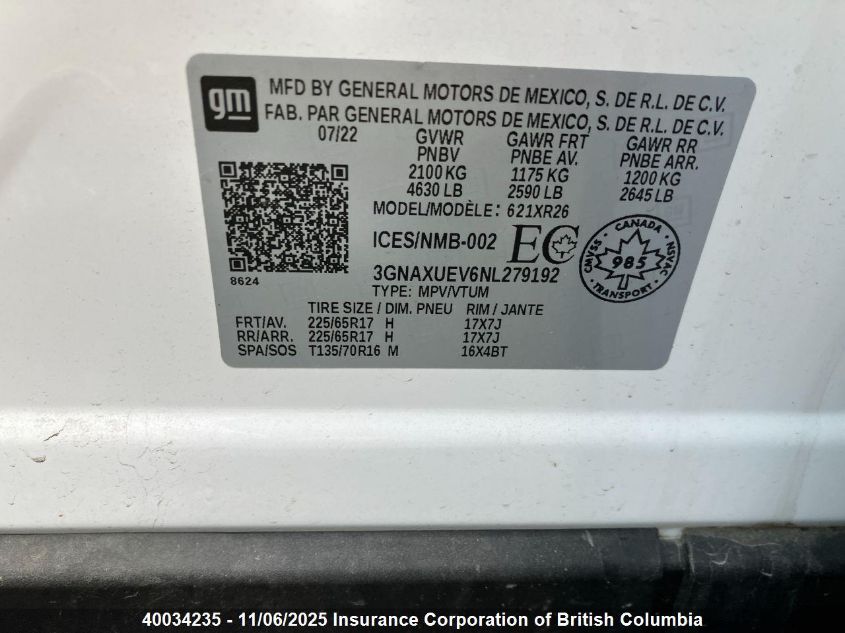 gm
MFD BY GENERAL MOTORS DE MEXICO, S. DE R.L. DE C.V.
FAB. PAR GENERAL MOTORS DE MEXICO, S. DE R.L. DE C.V.
07/22 GVWR GAWR FRT GAWR RR
PNBV PNBE AV. PNBE ARR.
2100 KG 1175 KG 1200 KG
4630 LB 2590 LB 2645 LB
MODEL/MODÈLE: 621XR26
ICES/NMB-002 EC
CANADA
CMVSS NSVAC
985
TRANSPORT
3GNAXUEV6NL279192
8624
TYPE: MPV/VTUM
TIRE SIZE / DIM. PNEU RIM / JANTE
FRT/AV. 225/65R17 H 17X7J
RR/ARR. 225/65R17 H 17X7J
SPA/SOS T135/70R16 M 16X4BT
40034235 - 11/06/2025 Insurance Corporation of British Columbia